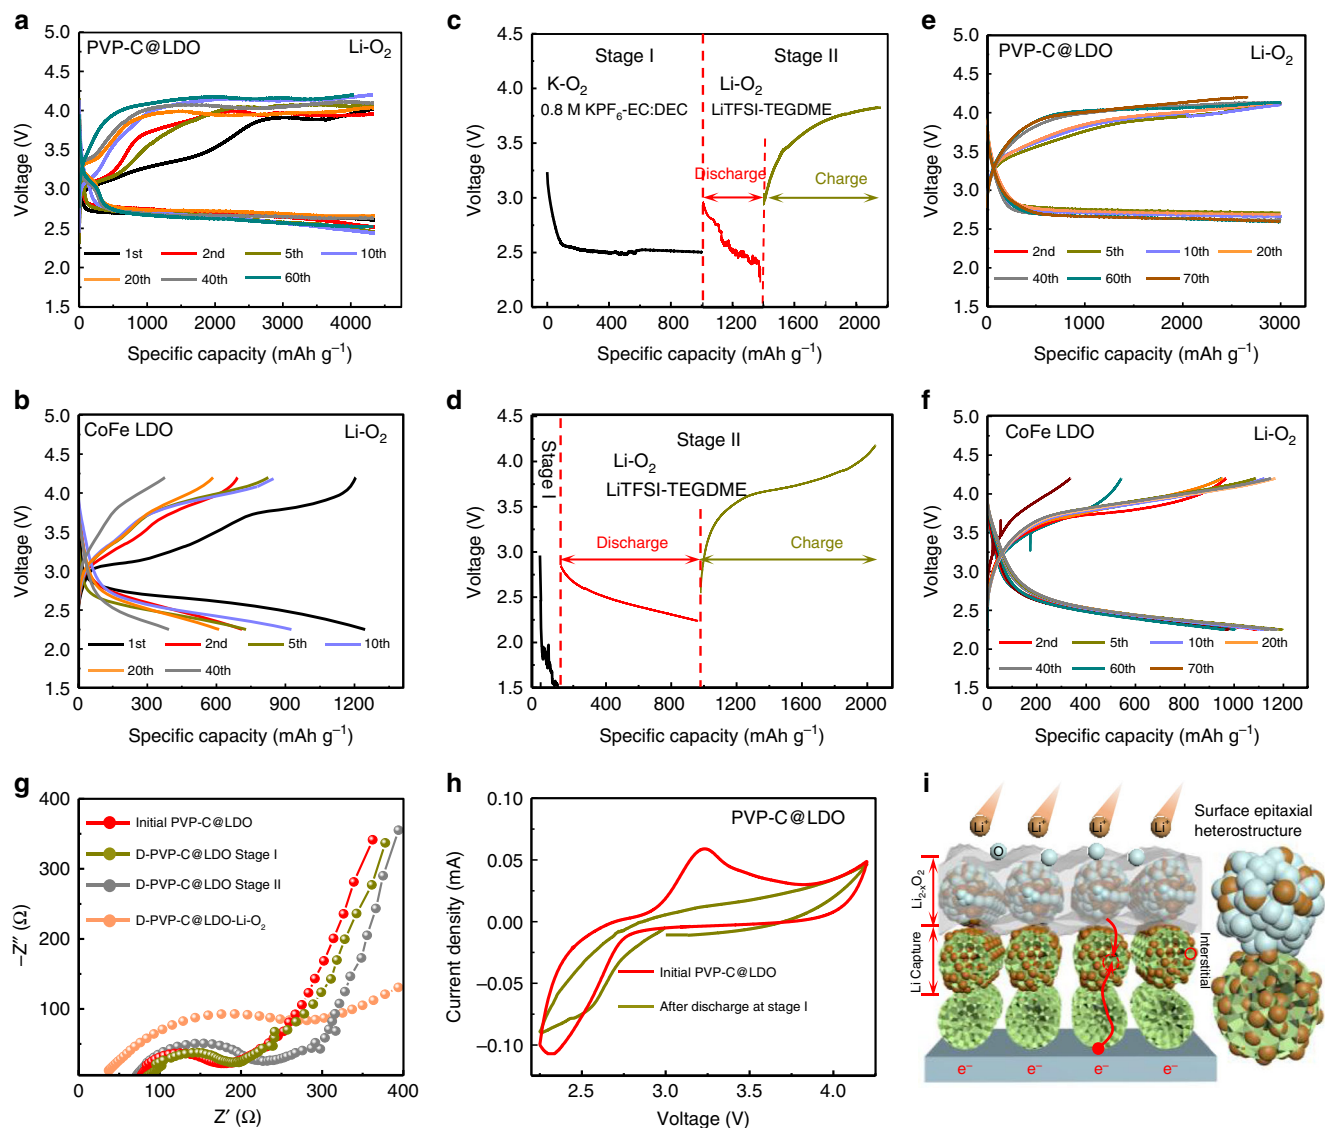 a
PVP-C@LDO
Li-O₂
5.0
4.5
4.0
3.5
3.0
2.5
2.0
1.5
Voltage (V)
1st
2nd
5th
10th
20th
40th
60th
0
1000
2000
3000
4000
Specific capacity (mAh g⁻¹)
c
4.5
4.0
3.5
3.0
2.5
2.0
Voltage (V)
Stage I
Stage II
K-O₂
0.8 M KPF₆-EC:DEC
Li-O₂
LiTFSI-TEGDME
Discharge
Charge
0
400
800
1200
1600
2000
Specific capacity (mAh g⁻¹)
e
PVP-C@LDO
Li-O₂
5.0
4.5
4.0
3.5
3.0
2.5
2.0
1.5
Voltage (V)
2nd
5th
10th
20th
40th
60th
70th
0
1000
2000
3000
Specific capacity (mAh g⁻¹)
b
CoFe LDO
Li-O₂
5.0
4.5
4.0
3.5
3.0
2.5
2.0
1.5
Voltage (V)
1st
2nd
5th
10th
20th
40th
0
300
600
900
1200
Specific capacity (mAh g⁻¹)
d
4.5
4.0
3.5
3.0
2.5
2.0
1.5
Voltage (V)
Stage I
Stage II
Li-O₂
LiTFSI-TEGDME
Discharge
Charge
0
400
800
1200
1600
2000
Specific capacity (mAh g⁻¹)
f
CoFe LDO
Li-O₂
5.0
4.5
4.0
3.5
3.0
2.5
2.0
1.5
Voltage (V)
2nd
5th
10th
20th
40th
60th
70th
0
200
400
600
800
1000
1200
Specific capacity (mAh g⁻¹)
g
400
300
200
100
−Z″ (Ω)
Initial PVP-C@LDO
D-PVP-C@LDO Stage I
D-PVP-C@LDO Stage II
D-PVP-C@LDO-Li-O₂
0
100
200
300
400
Z′ (Ω)
h
PVP-C@LDO
0.10
0.05
0.00
−0.05
−0.10
Current density (mA)
Initial PVP-C@LDO
After discharge at stage I
2.5
3.0
3.5
4.0
Voltage (V)
i
Li⁺
Li⁺
Li⁺
Li⁺
O
Surface epitaxial
heterostructure
Li₂₋ₓO₂
Li Capture
Interstitial
e⁻
e⁻
e⁻
e⁻